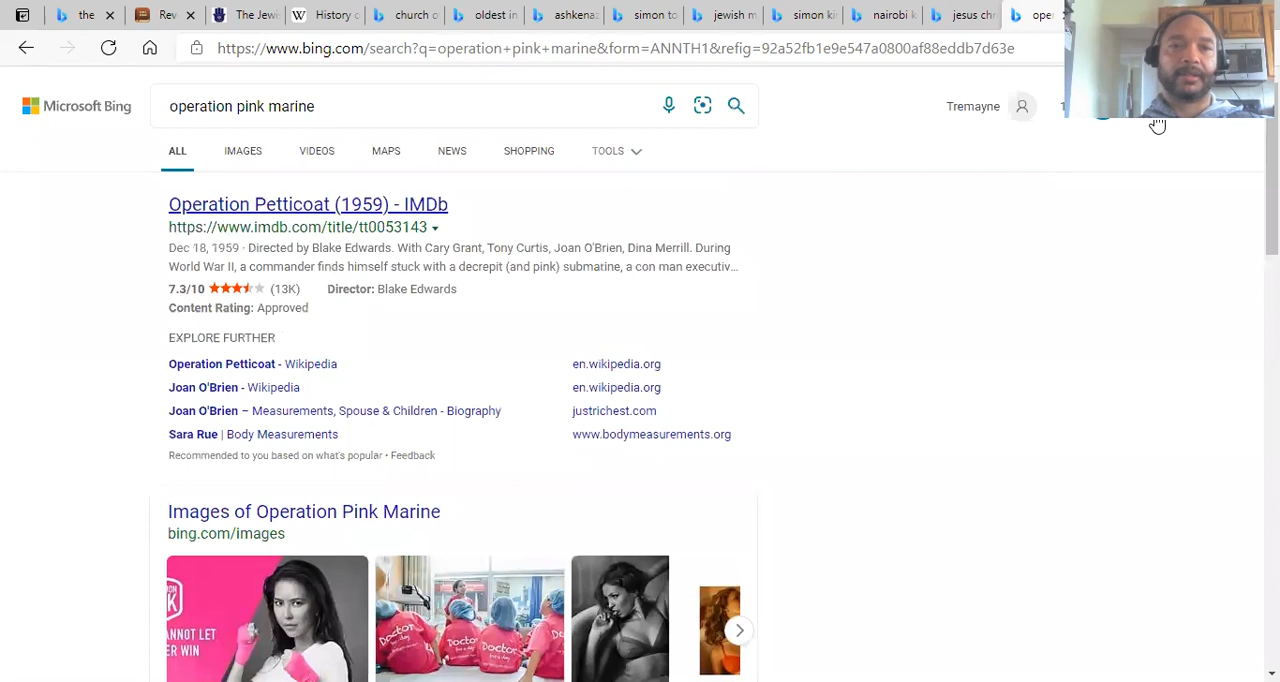 the
Rev
The Jewi
History o
church o
oldest in
ashkenaz
simon to
jewish m
simon ki
nairobi k
jesus chr
oper
https://www.bing.com/search?q=operation+pink+marine&form=ANNTH1&refig=92a52fb1e9e547a0800af88eddb7d63e
Microsoft Bing
operation pink marine
Tremayne
ALL IMAGES VIDEOS MAPS NEWS SHOPPING TOOLS
Operation Petticoat (1959) - IMDb
https://www.imdb.com/title/tt0053143
Dec 18, 1959 · Directed by Blake Edwards. With Cary Grant, Tony Curtis, Joan O'Brien, Dina Merrill. During
World War II, a commander finds himself stuck with a decrepit (and pink) submarine, a con man executiv…
7.3/10 (13K) Director: Blake Edwards
Content Rating: Approved
EXPLORE FURTHER
Operation Petticoat - Wikipedia en.wikipedia.org
Joan O'Brien - Wikipedia en.wikipedia.org
Joan O'Brien – Measurements, Spouse & Children - Biography justrichest.com
Sara Rue | Body Measurements www.bodymeasurements.org
Recommended to you based on what's popular • Feedback
Images of Operation Pink Marine
bing.com/images
ANNOT LET
ER WIN
Doctor
Doctor